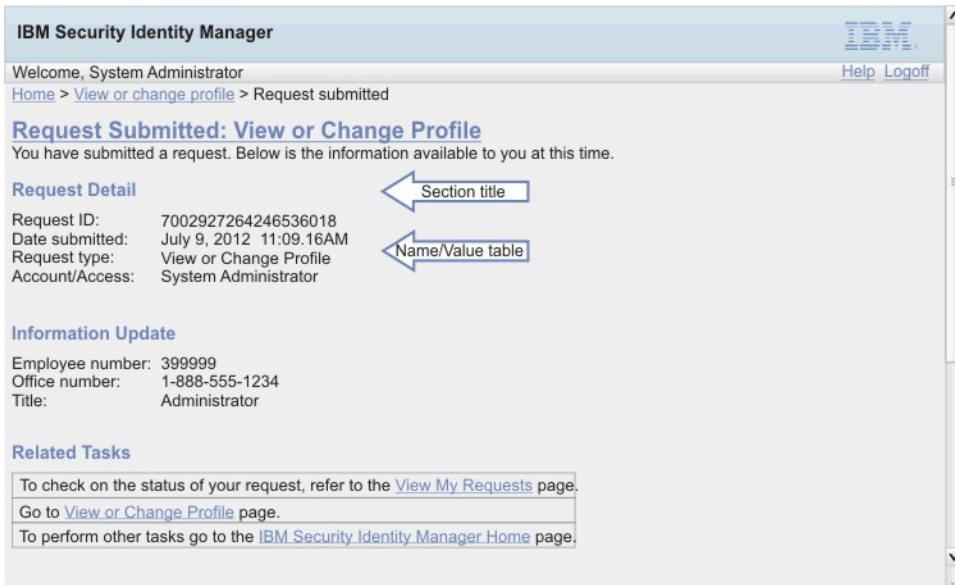 IBM Security Identity Manager
IBM.
Welcome, System Administrator
Help Logoff
Home > View or change profile > Request submitted
Request Submitted: View or Change Profile
You have submitted a request. Below is the information available to you at this time.
Request Detail
Section title
Request ID: 7002927264246536018
Date submitted: July 9, 2012 11:09.16AM
Name/Value table
Request type: View or Change Profile
Account/Access: System Administrator
Information Update
Employee number: 399999
Office number: 1-888-555-1234
Title: Administrator
Related Tasks
To check on the status of your request, refer to the View My Requests page.
Go to View or Change Profile page.
To perform other tasks go to the IBM Security Identity Manager Home page.